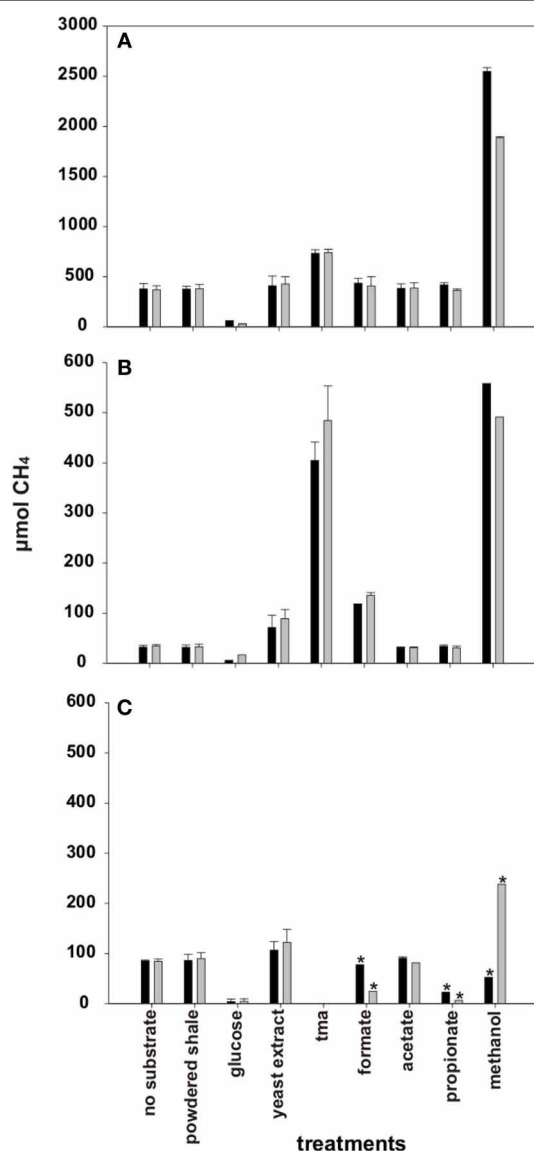 A
3000
2500
2000
1500
1000
500
0
B
600
500
400
300
200
100
0
µmol CH4
C
600
500
400
300
200
100
0
* * * * * *
no substrate
powdered shale
glucose
yeast extract
tma
formate
acetate
propionate
methanol
treatments